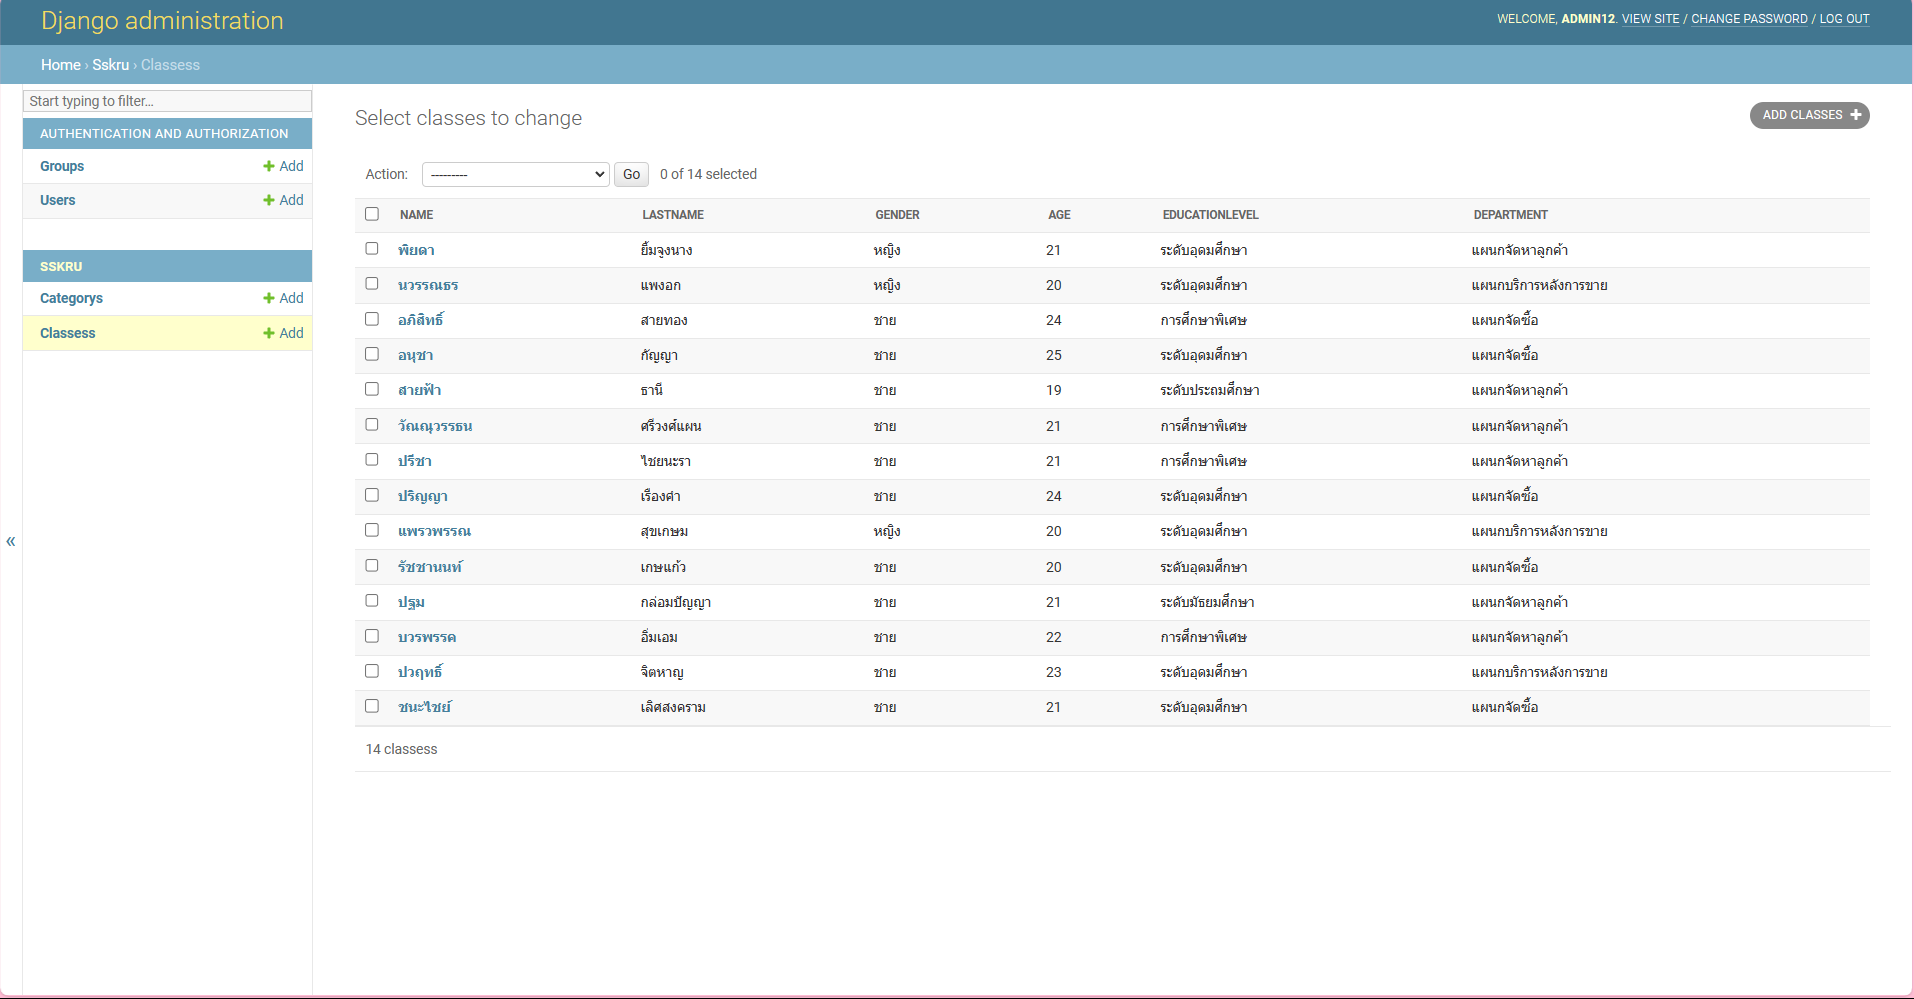 Django administration
WELCOME, ADMIN12. VIEW SITE / CHANGE PASSWORD / LOG OUT
Home › Sskru › Classess
Start typing to filter...
AUTHENTICATION AND AUTHORIZATION
Groups + Add
Users + Add
SSKRU
Categorys + Add
Classess + Add
«
Select classes to change
ADD CLASSES +
Action: --------- Go 0 of 14 selected
NAME LASTNAME GENDER AGE EDUCATIONLEVEL DEPARTMENT
พิยดา ยิ้มจูงนาง หญิง 21 ระดับอุดมศึกษา แผนกจัดหาลูกค้า
นวรรณธร แพงอก หญิง 20 ระดับอุดมศึกษา แผนกบริการหลังการขาย
อภิสิทธิ์ สายทอง ชาย 24 การศึกษาพิเศษ แผนกจัดซื้อ
อนุชา กัญญา ชาย 25 ระดับอุดมศึกษา แผนกจัดซื้อ
สายฟ้า ธานี ชาย 19 ระดับประถมศึกษา แผนกจัดหาลูกค้า
วัณณุวรรธน ศรีวงศ์แผน ชาย 21 การศึกษาพิเศษ แผนกจัดหาลูกค้า
ปรีชา ไชยนะรา ชาย 21 การศึกษาพิเศษ แผนกจัดหาลูกค้า
ปริญญา เรืองคำ ชาย 24 ระดับอุดมศึกษา แผนกจัดซื้อ
แพรวพรรณ สุขเกษม หญิง 20 ระดับอุดมศึกษา แผนกบริการหลังการขาย
รัชชานนท์ เกษแก้ว ชาย 20 ระดับอุดมศึกษา แผนกจัดซื้อ
ปฐม กล่อมปัญญา ชาย 21 ระดับมัธยมศึกษา แผนกจัดหาลูกค้า
บวรพรรค อิ่มเอม ชาย 22 การศึกษาพิเศษ แผนกจัดหาลูกค้า
ปวฤทธิ์ จิตหาญ ชาย 23 ระดับอุดมศึกษา แผนกบริการหลังการขาย
ชนะไชย์ เลิศสงคราม ชาย 21 ระดับอุดมศึกษา แผนกจัดซื้อ
14 classess